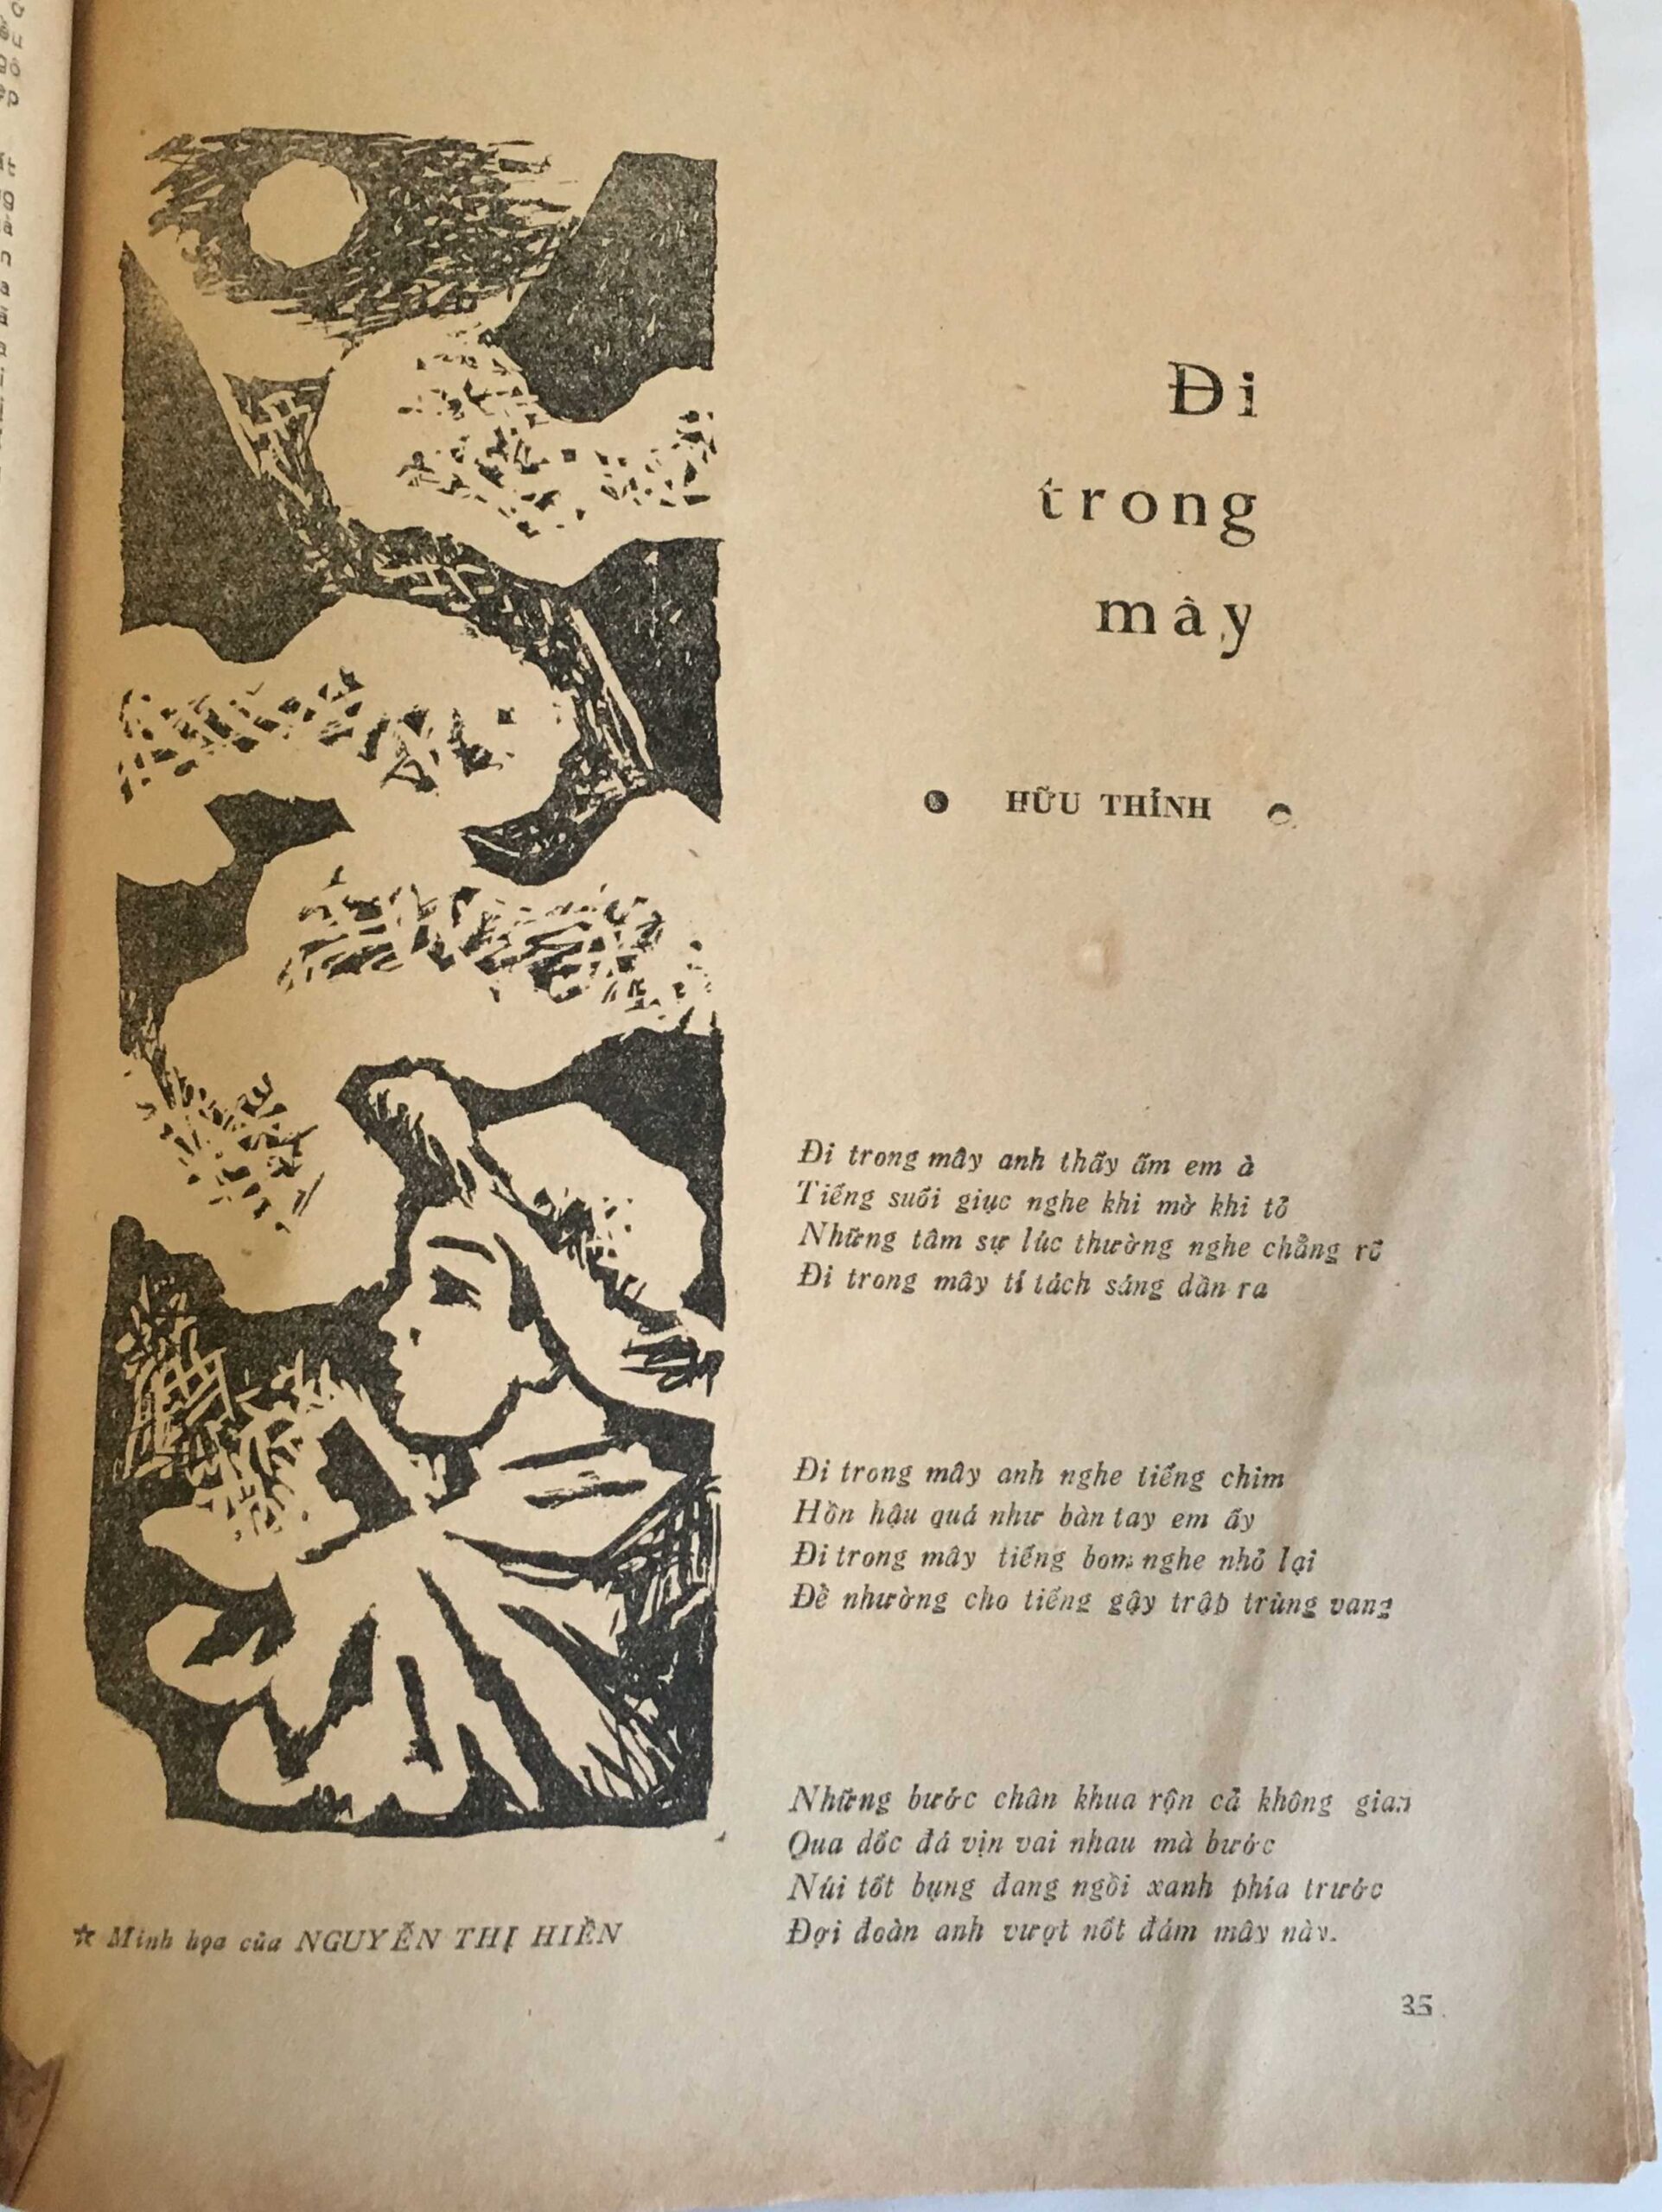 Đi
trong
mây
HỮU THỈNH
Đi trong mây anh thấy ấm em à
Tiếng suối giục nghe khi mờ khi tỏ
Những tâm sự lúc thường nghe chẳng rõ
Đi trong mây tí tách sáng dần ra
Đi trong mây anh nghe tiếng chim
Hồn hậu quá như bàn tay em ấy
Đi trong mây tiếng bom nghe nhỏ lại
Để nhường cho tiếng gậy trập trùng vang
Những bước chân khua rộn cả không gian
Qua dốc đá vịn vai nhau mà bước
Núi tốt bụng đang ngồi xanh phía trước
Đợi đoàn anh vượt nốt đám mây này.
★ Minh họa của NGUYỄN THỊ HIỀN
35